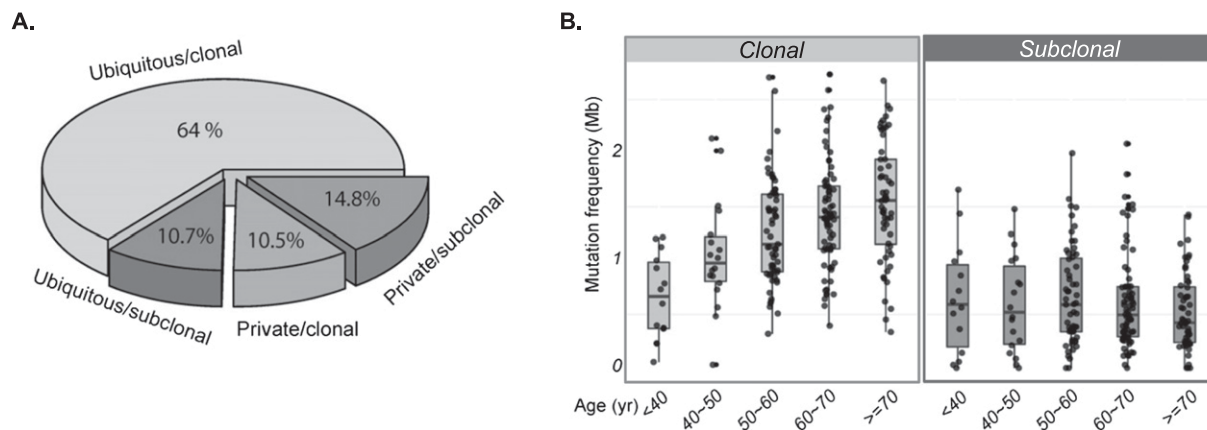 A.
Ubiquitous/clonal
64 %
14.8%
10.7%
10.5%
Ubiquitous/subclonal
Private/clonal
Private/subclonal
B.
Clonal
Subclonal
Mutation frequency (Mb)
2
1
0
Age (yr)
<40
40~50
50~60
60~70
>=70
<40
40~50
50~60
60~70
>=70